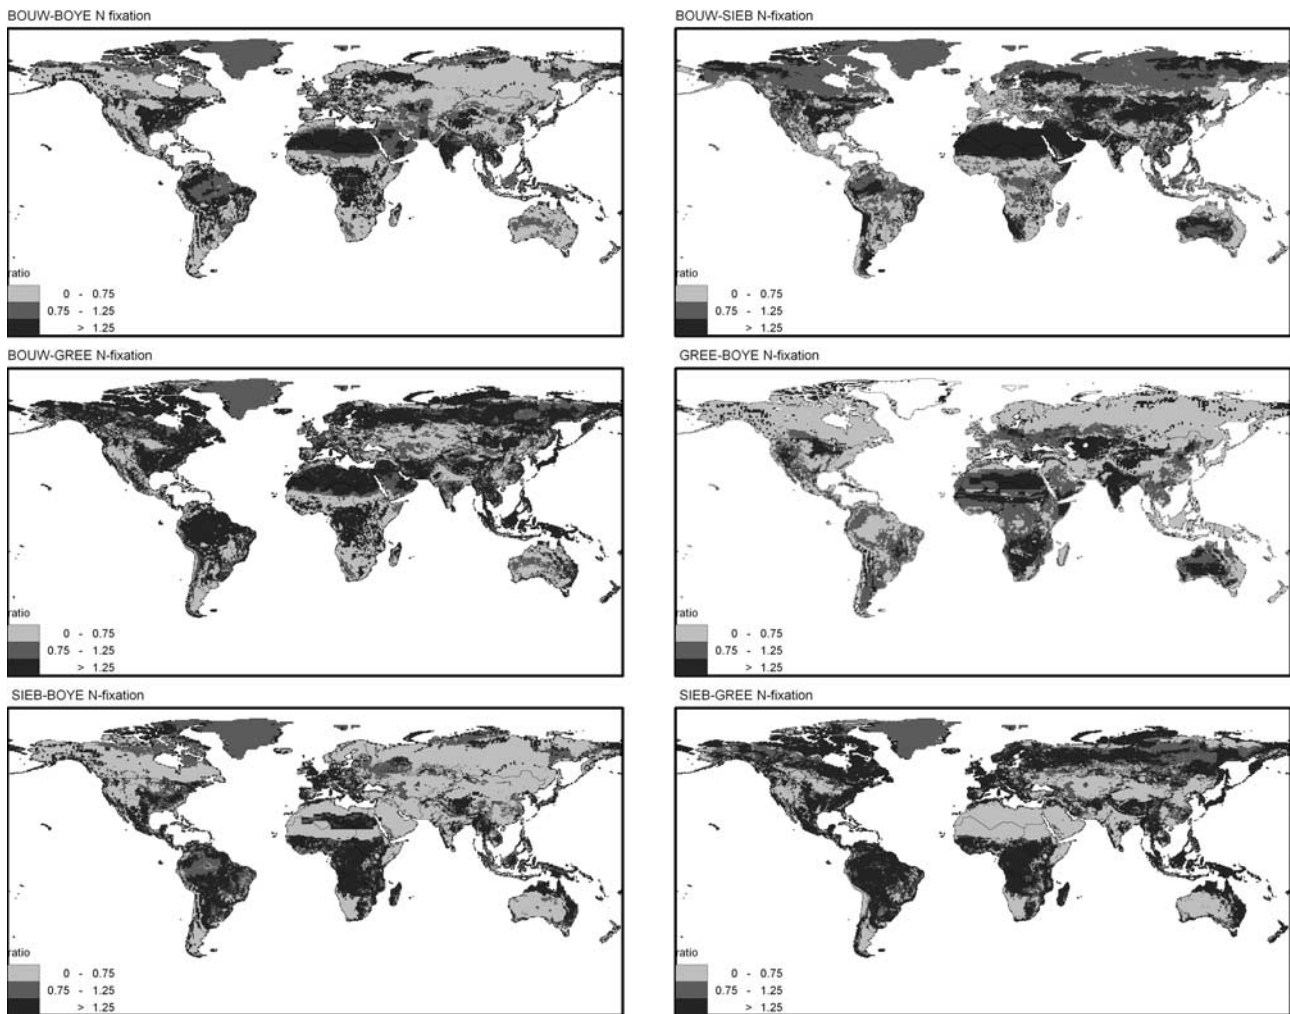 BOUW-BOYE N fixation
ratio
0 - 0.75
0.75 - 1.25
> 1.25
BOUW-SIEB N-fixation
ratio
0 - 0.75
0.75 - 1.25
> 1.25
BOUW-GREE N-fixation
ratio
0 - 0.75
0.75 - 1.25
> 1.25
GREE-BOYE N-fixation
ratio
0 - 0.75
0.75 - 1.25
> 1.25
SIEB-BOYE N-fixation
ratio
0 - 0.75
0.75 - 1.25
> 1.25
SIEB-GREE N-fixation
ratio
0 - 0.75
0.75 - 1.25
> 1.25